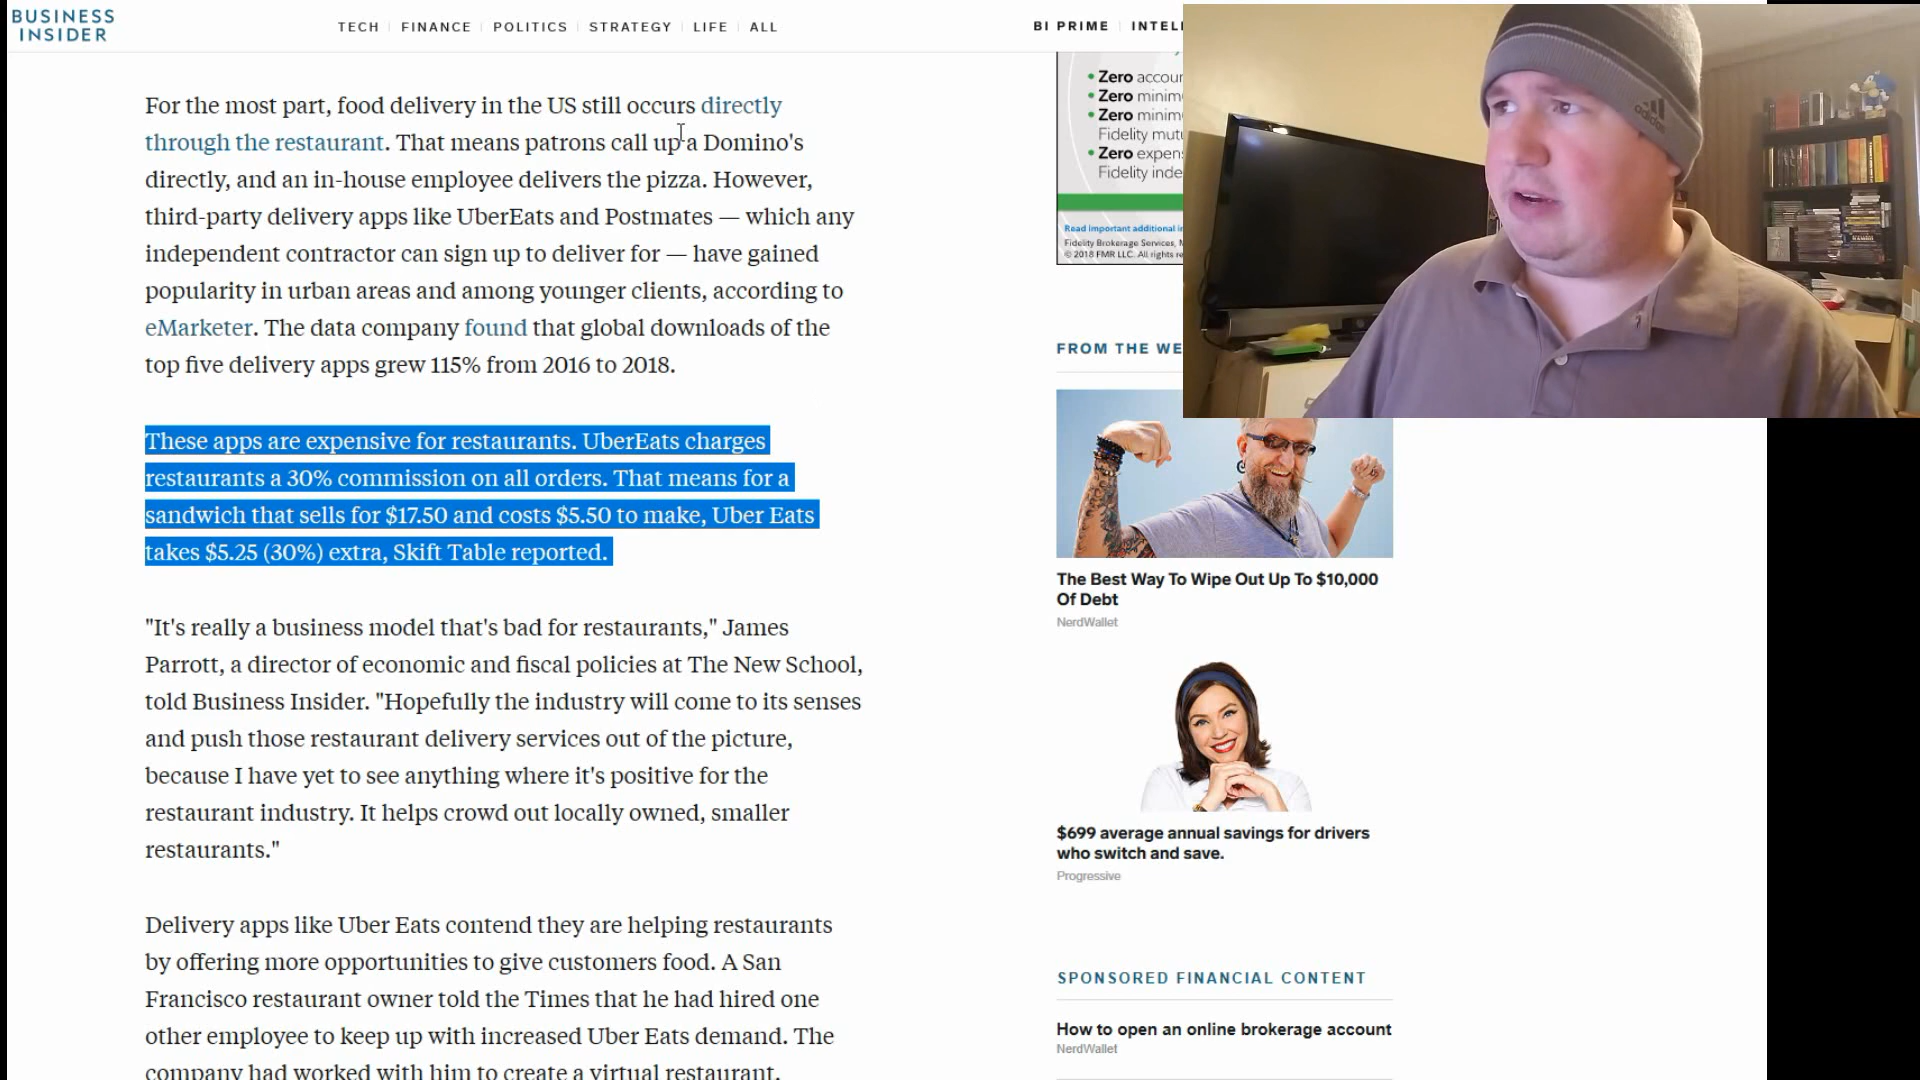 BUSINESS
INSIDER
TECH FINANCE POLITICS STRATEGY LIFE ALL
BI PRIME
For the most part, food delivery in the US still occurs directly
through the restaurant. That means patrons call up a Domino's
directly, and an in-house employee delivers the pizza. However,
third-party delivery apps like UberEats and Postmates — which any
independent contractor can sign up to deliver for — have gained
popularity in urban areas and among younger clients, according to
eMarketer. The data company found that global downloads of the
top five delivery apps grew 115% from 2016 to 2018.
These apps are expensive for restaurants. UberEats charges
restaurants a 30% commission on all orders. That means for a
sandwich that sells for $17.50 and costs $5.50 to make, Uber Eats
takes $5.25 (30%) extra, Skift Table reported.
"It's really a business model that's bad for restaurants," James
Parrott, a director of economic and fiscal policies at The New School,
told Business Insider. "Hopefully the industry will come to its senses
and push those restaurant delivery services out of the picture,
because I have yet to see anything where it's positive for the
restaurant industry. It helps crowd out locally owned, smaller
restaurants."
Delivery apps like Uber Eats contend they are helping restaurants
by offering more opportunities to give customers food. A San
Francisco restaurant owner told the Times that he had hired one
other employee to keep up with increased Uber Eats demand. The
company had worked with him to create a virtual restaurant.
• Zero
• Zero
• Zero
Fidelity
• Zero
Fidelity
Read important additional
Fidelity Brokerage Services,
© 2018 FMR LLC. All rights
FROM THE
The Best Way To Wipe Out Up To $10,000
Of Debt
NerdWallet
$699 average annual savings for drivers
who switch and save.
Progressive
SPONSORED FINANCIAL CONTENT
How to open an online brokerage account
NerdWallet
adidas